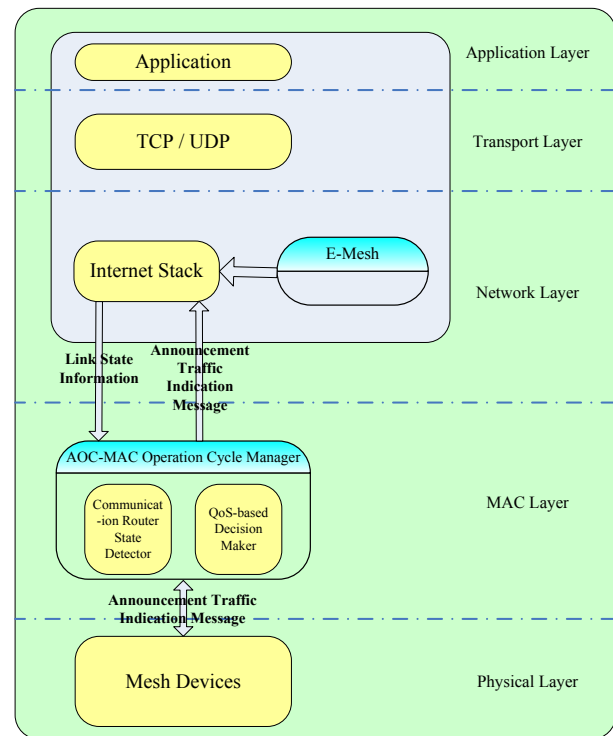 Application
Application Layer
TCP / UDP
Transport Layer
E-Mesh
Internet Stack
Network Layer
Link State
Information
Announcement
Traffic
Indication
Message
AOC-MAC Operation Cycle Manager
Communicat
-ion Router
State
Detector
QoS-based
Decision
Maker
MAC Layer
Announcement Traffic
Indication Message
Mesh Devices
Physical Layer